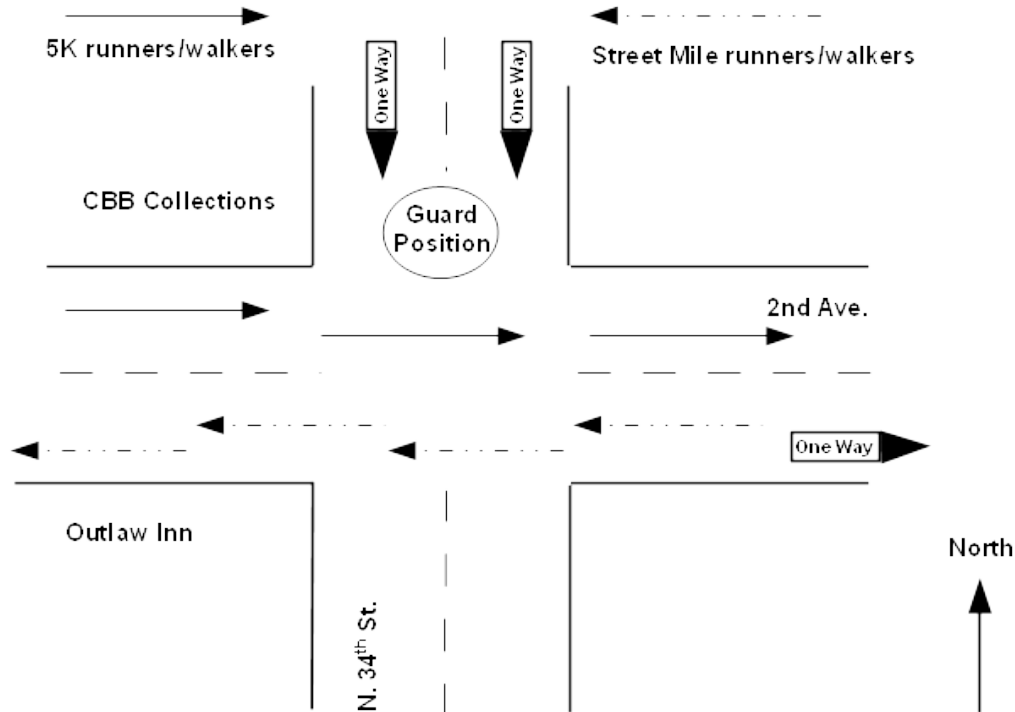 5K runners/walkers
Street Mile runners/walkers
One Way
One Way
CBB Collections
Guard
Position
2nd Ave.
One Way
Outlaw Inn
North
N. 34th St.